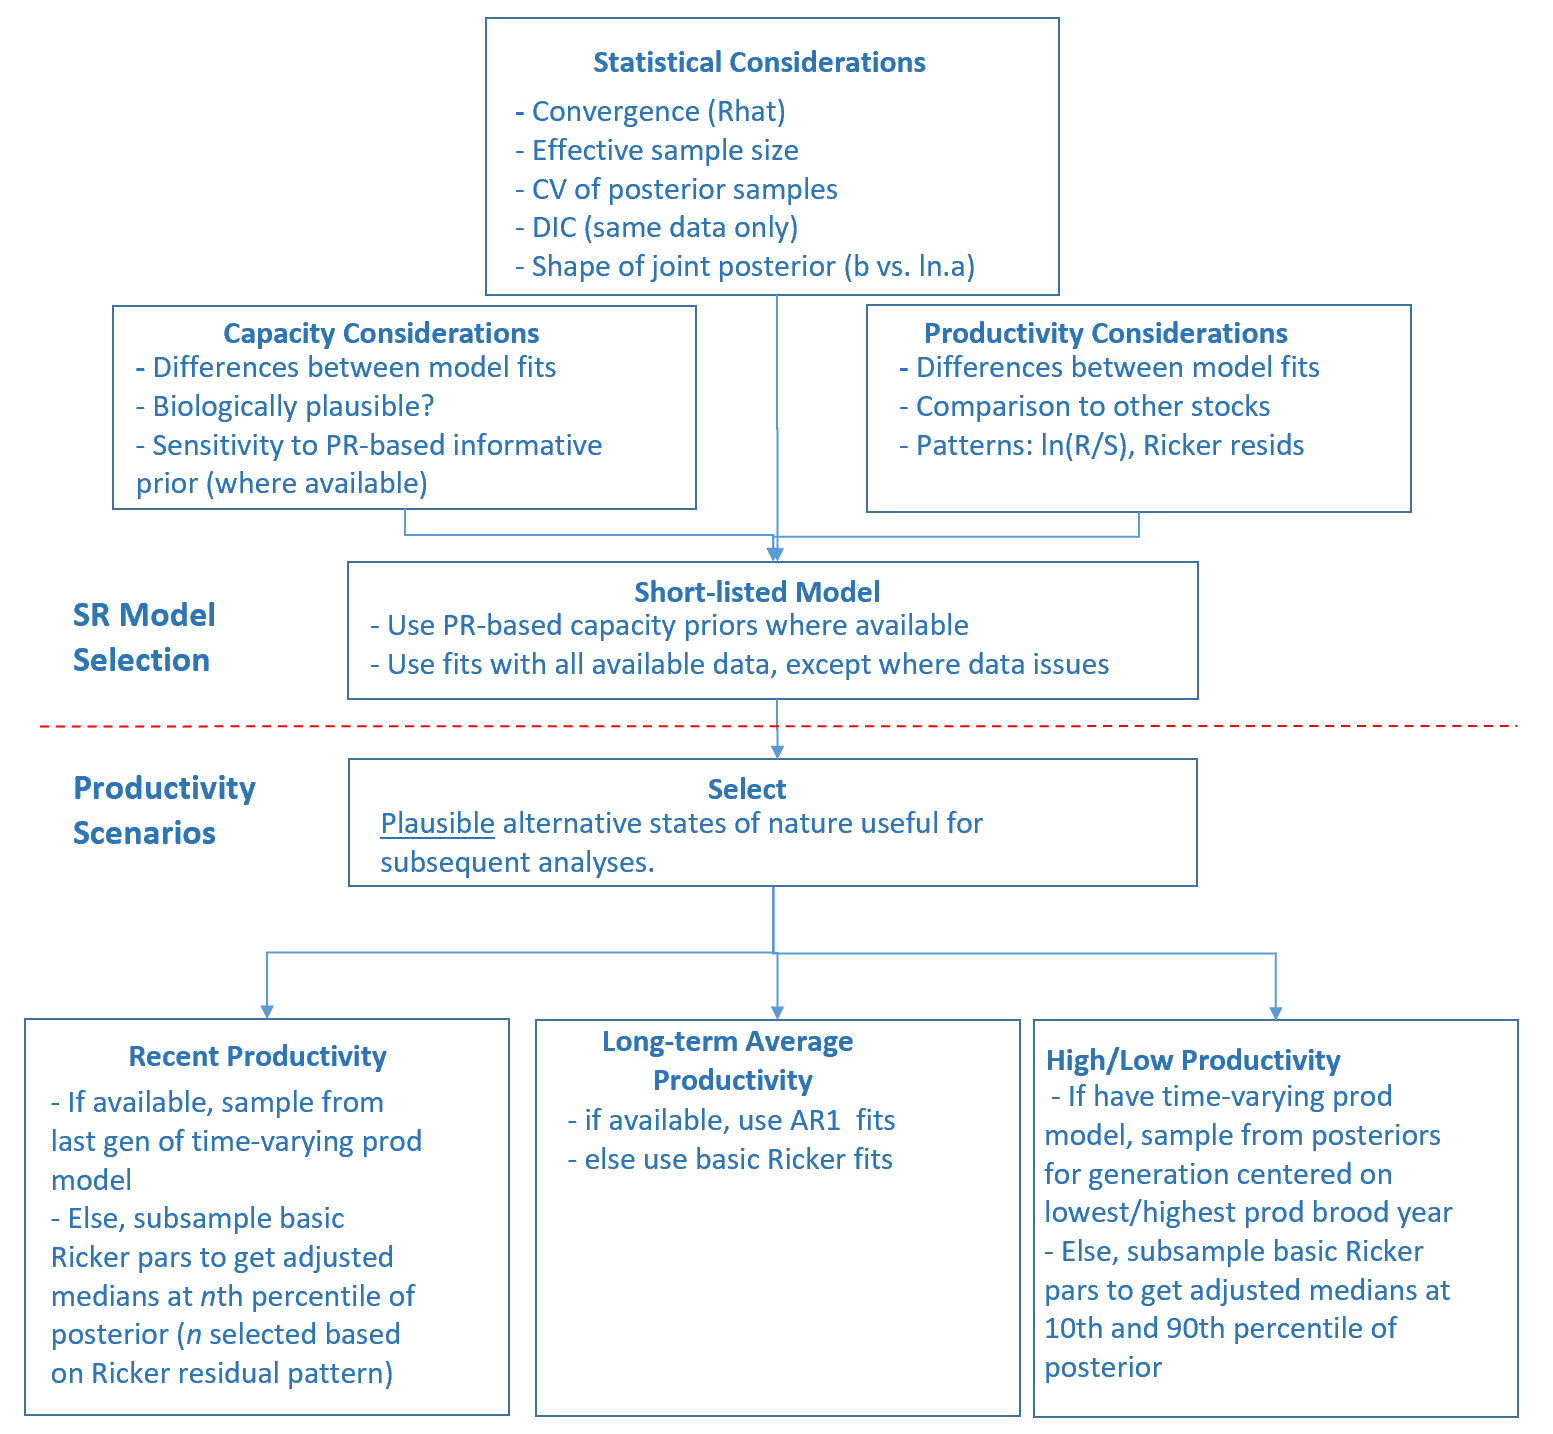 Statistical Considerations
- Convergence (Rhat)
- Effective sample size
- CV of posterior samples
- DIC (same data only)
- Shape of joint posterior (b vs. ln.a)
Capacity Considerations
- Differences between model fits
- Biologically plausible?
- Sensitivity to PR-based informative
prior (where available)
Productivity Considerations
- Differences between model fits
- Comparison to other stocks
- Patterns: ln(R/S), Ricker resids
SR Model
Selection
Short-listed Model
- Use PR-based capacity priors where available
- Use fits with all available data, except where data issues
Productivity
Scenarios
Select
Plausible alternative states of nature useful for
subsequent analyses.
Recent Productivity
- If available, sample from
last gen of time-varying prod
model
- Else, subsample basic
Ricker pars to get adjusted
medians at nth percentile of
posterior (n selected based
on Ricker residual pattern)
Long-term Average
Productivity
- if available, use AR1 fits
- else use basic Ricker fits
High/Low Productivity
- If have time-varying prod
model, sample from posteriors
for generation centered on
lowest/highest prod brood year
- Else, subsample basic Ricker
pars to get adjusted medians at
10th and 90th percentile of
posterior